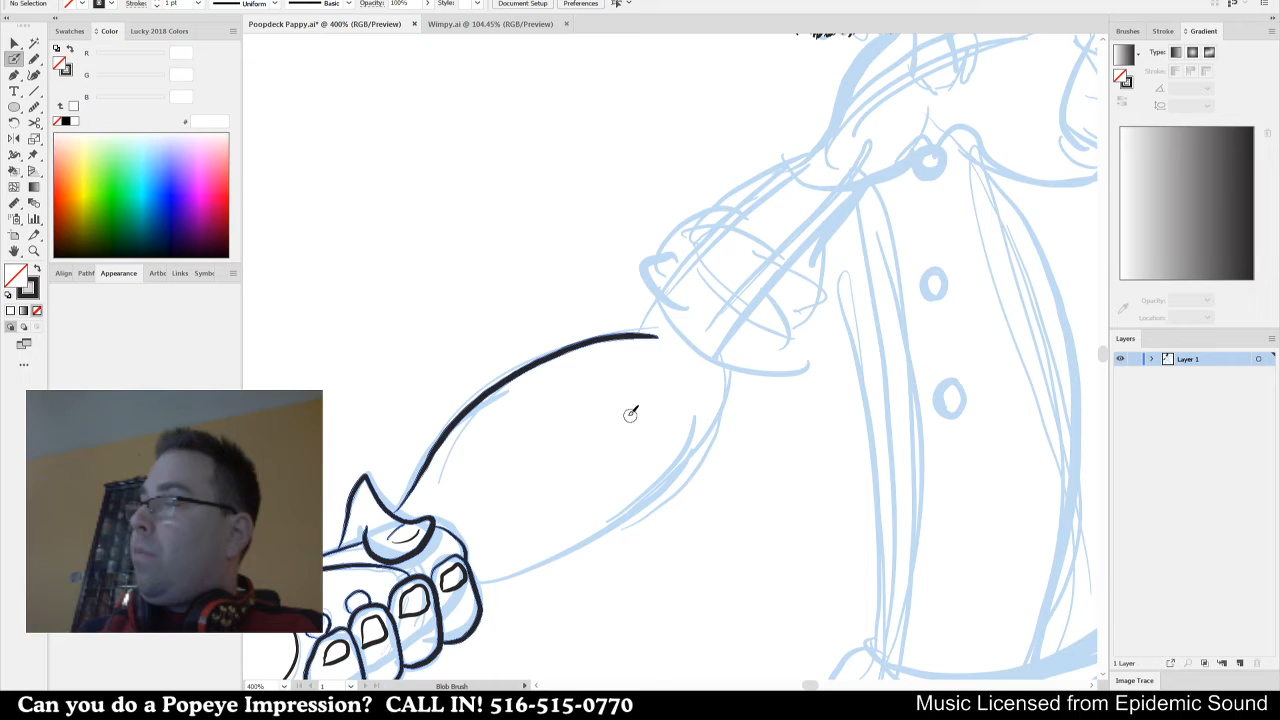 No Selection
Stroke:
1 pt
Uniform
Basic
Opacity:
100%
Style:
Document Setup
Preferences
Poopdeck Pappy.ai* @ 400% (RGB/Preview)
Wimpy.ai @ 104.45% (RGB/Preview)
Swatches
Color
Lucky 2018 Colors
R
G
B
#
Align
Pathf
Appearance
Artbo
Links
Symbo
Brushes
Stroke
Gradient
Type:
Stroke:
Opacity:
Location:
Layers
Layer 1
1 Layer
Image Trace
400%
1
Blob Brush
Can you do a Popeye Impression? CALL IN! 516-515-0770
Music Licensed from Epidemic Sound